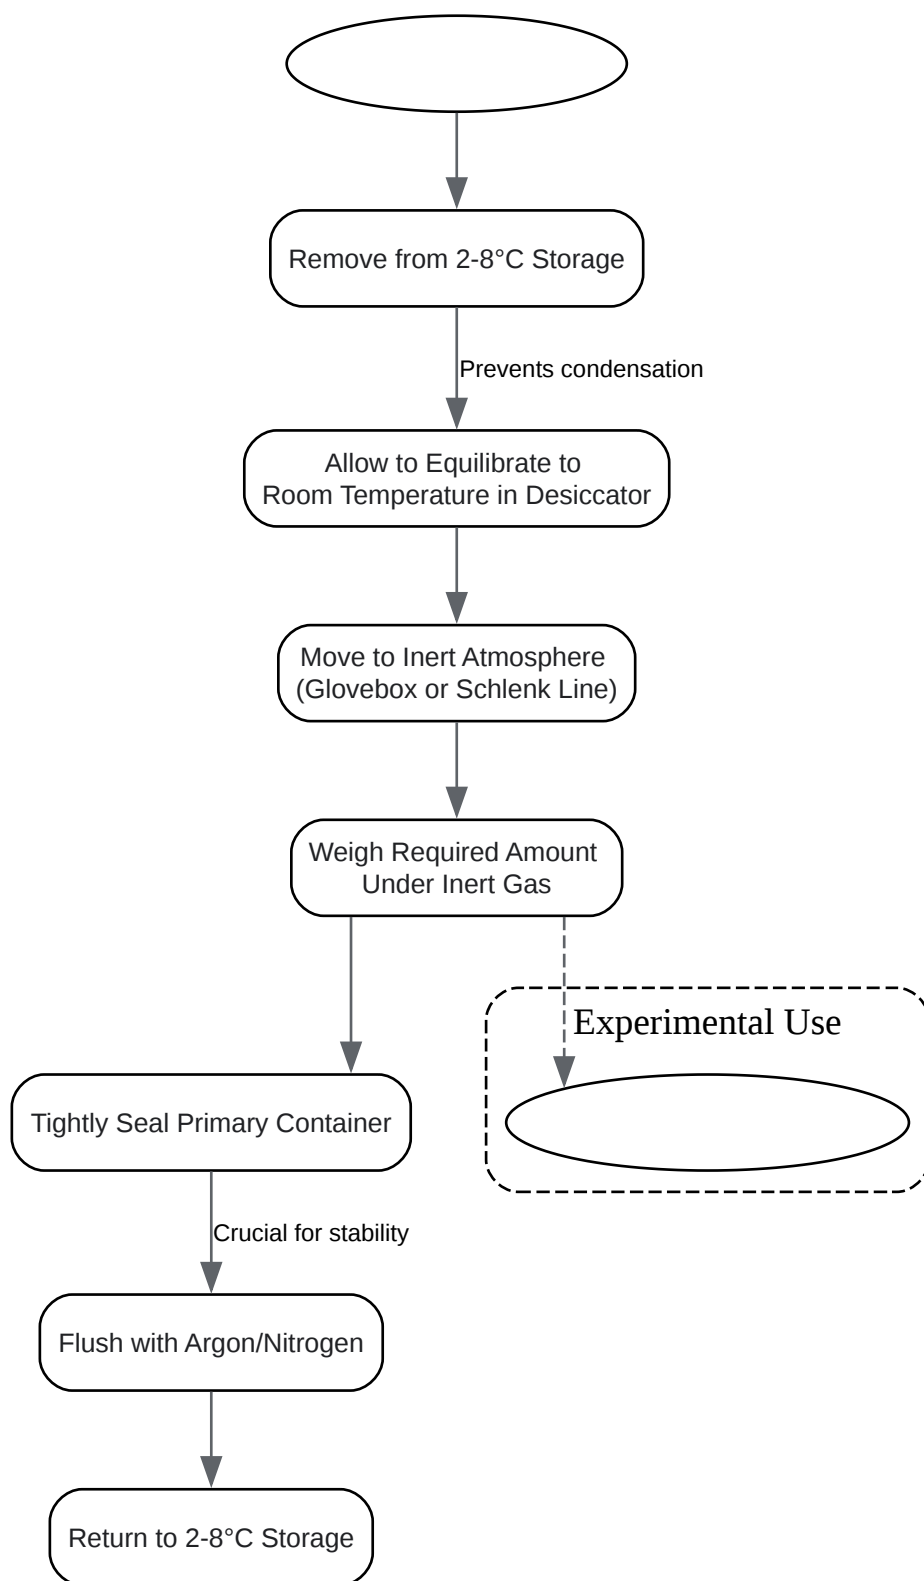 Remove from 2-8°C Storage
Prevents condensation
Allow to Equilibrate to
Room Temperature in Desiccator
Move to Inert Atmosphere
(Glovebox or Schlenk Line)
Weigh Required Amount
Under Inert Gas
Experimental Use
Tightly Seal Primary Container
Crucial for stability
Flush with Argon/Nitrogen
Return to 2-8°C Storage